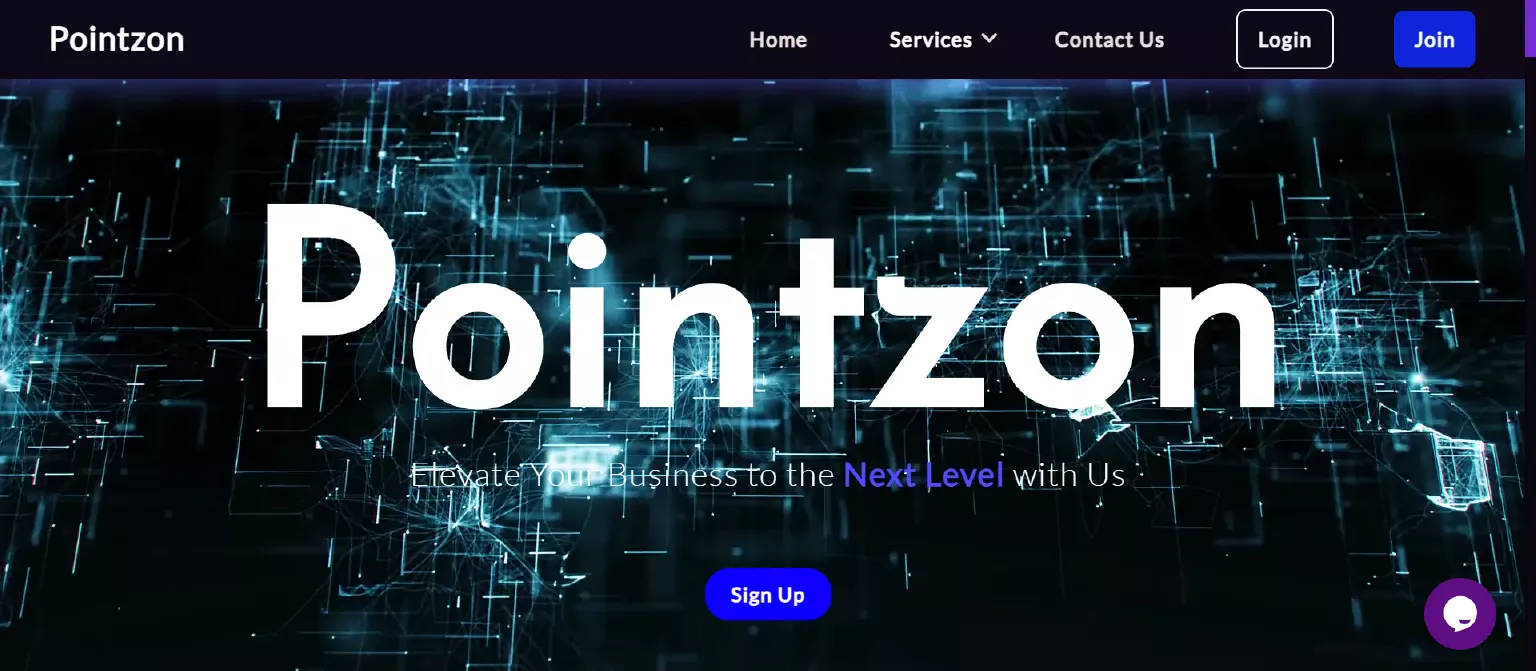 Pointzon
Home
Services
Contact Us
Login
Join
Pointzon
Elevate Your Business to the Next Level with Us
Sign Up